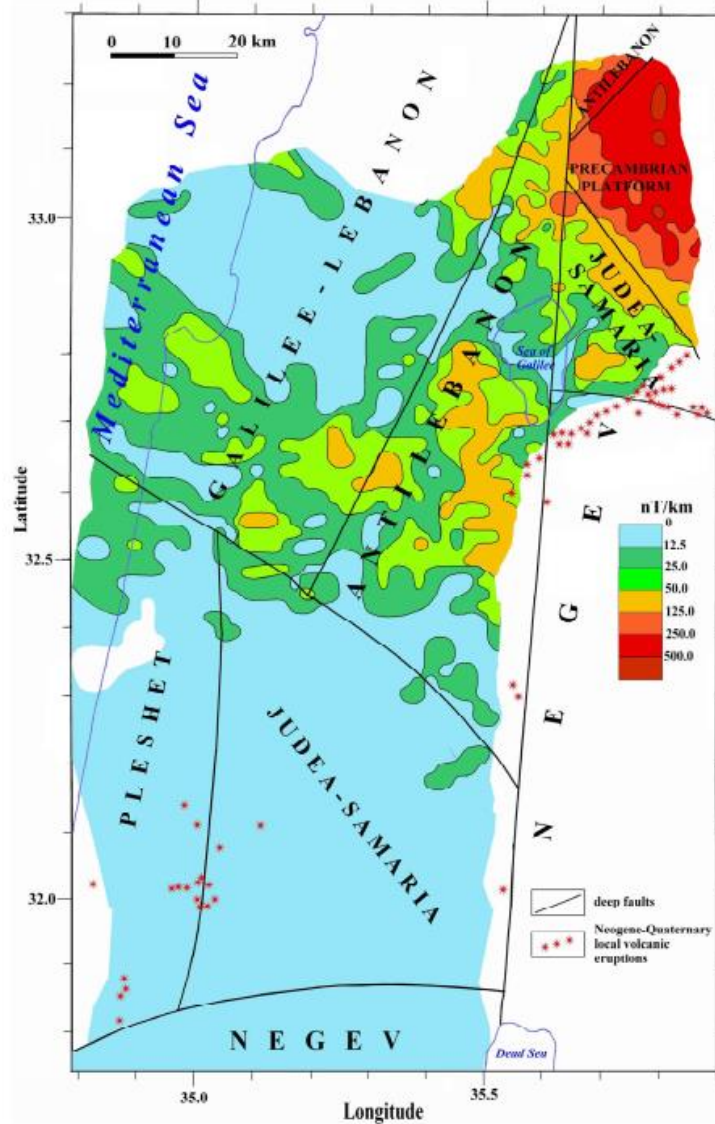 0 10 20 km
Mediterranean Sea
GALILEE-LEBANON
ANTILEBANON
PRECAMBRIAN
PLATFORM
33.0
JUDEA-
SAMARIA
ANTILEBANON
Sea of
Galilee
Latitude
32.5
nT/km
0
12.5
25.0
50.0
125.0
250.0
500.0
NEGEV
PLESHET
JUDEA-SAMARIA
32.0
deep faults
Neogene-Quaternary
local volcanic
eruptions
NEGEV
Dead Sea
35.0 35.5
Longitude